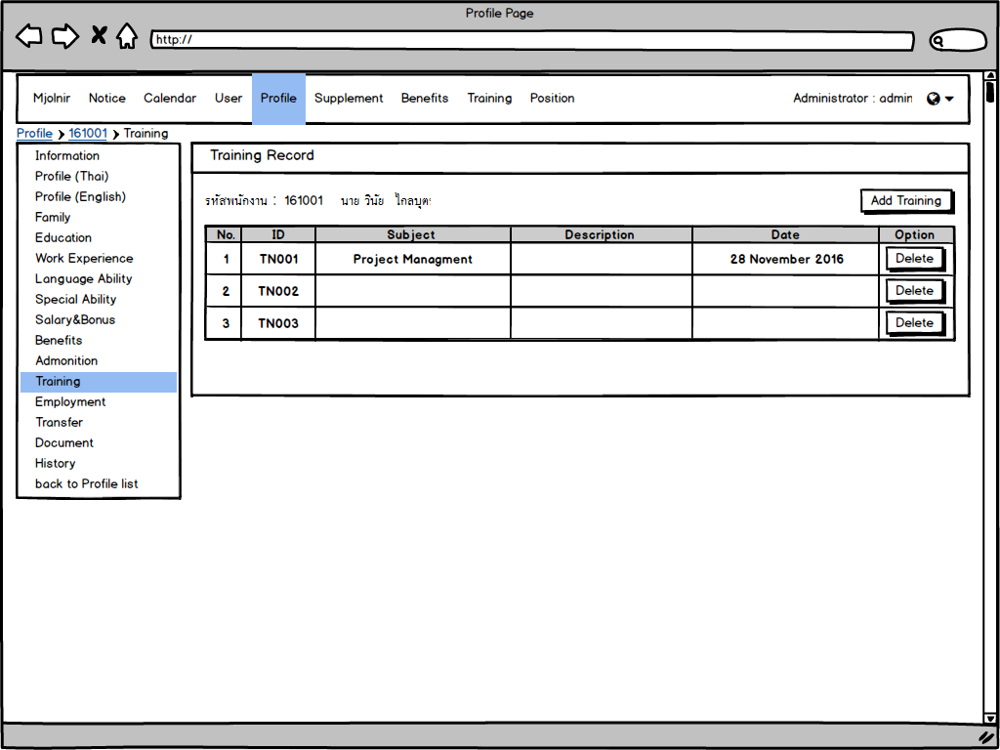 Profile Page
http://
Mjolnir Notice Calendar User Profile Supplement Benefits Training Position Administrator : admin
Profile 161001 Training
Information
Profile (Thai)
Profile (English)
Family
Education
Work Experience
Language Ability
Special Ability
Salary&Bonus
Benefits
Admonition
Training
Employment
Transfer
Document
History
back to Profile list
Training Record
รหัสพนักงาน : 161001 นาย วินัย ไกลบุตร
Add Training
No. ID Subject Description Date Option
1 TN001 Project Managment 28 November 2016 Delete
2 TN002 Delete
3 TN003 Delete